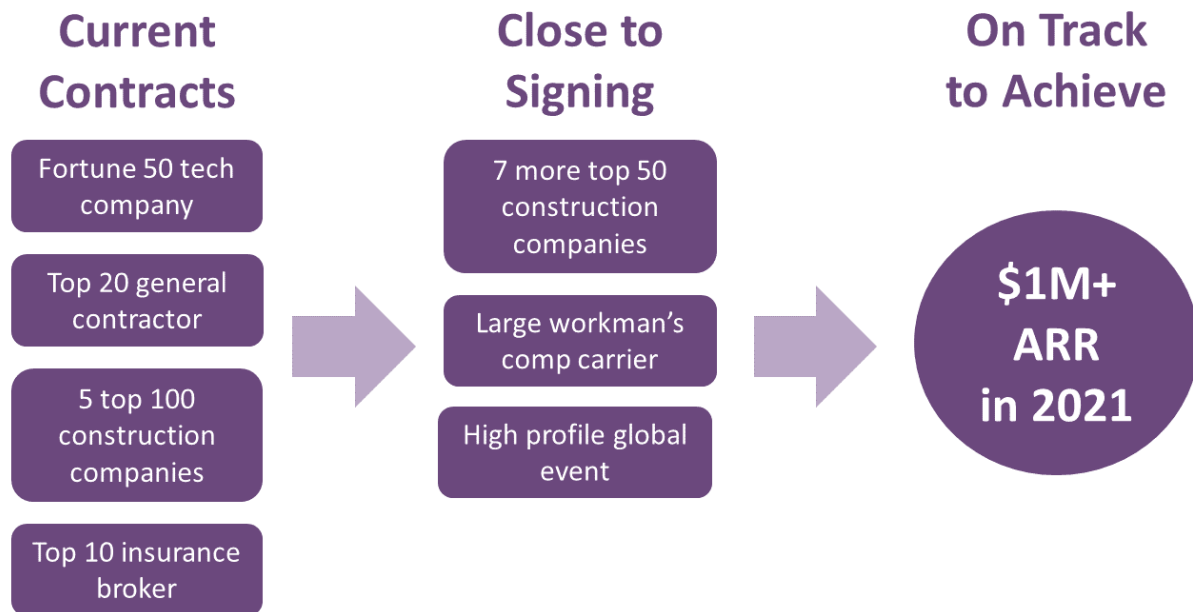 Current
Contracts
Fortune 50 tech
company
Top 20 general
contractor
5 top 100
construction
companies
Top 10 insurance
broker
Close to
Signing
7 more top 50
construction
companies
Large workman’s
comp carrier
High profile global
event
On Track
to Achieve
$1M+
ARR
in 2021